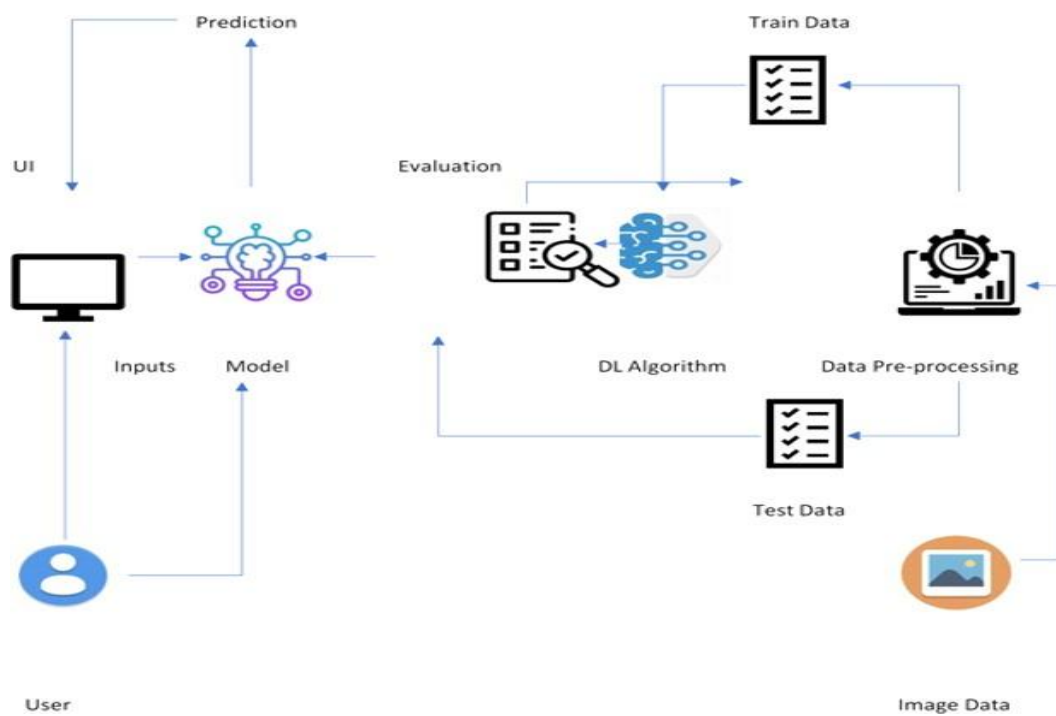 Prediction
Train Data
UI
Evaluation
Inputs
Model
DL Algorithm
Data Pre-processing
Test Data
User
Image Data